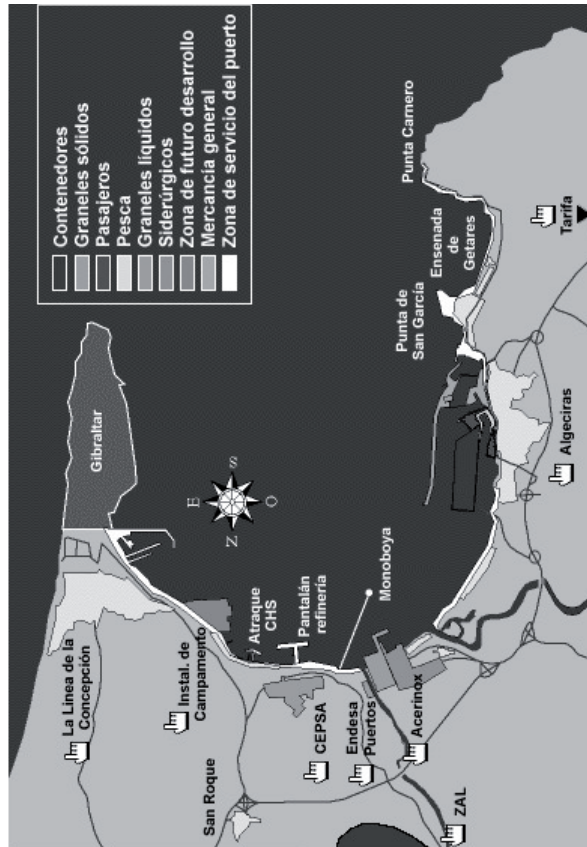 Contenedores
Graneles sólidos
Pasajeros
Pesca
Graneles líquidos
Siderúrgicos
Zona de futuro desarrollo
Mercancía general
Zona de servicio del puerto
Gibraltar
E
S
N
O
La Linea de la
Concepción
Instal. de
Campamento
San Roque
Atraque
CHS
Pantalán
refinería
CEPSA
Endesa
Puertos
Monoboya
Acerinox
ZAL
Punta Carnero
Ensenada
de
Getares
Punta de
San García
Algeciras
Tarifa